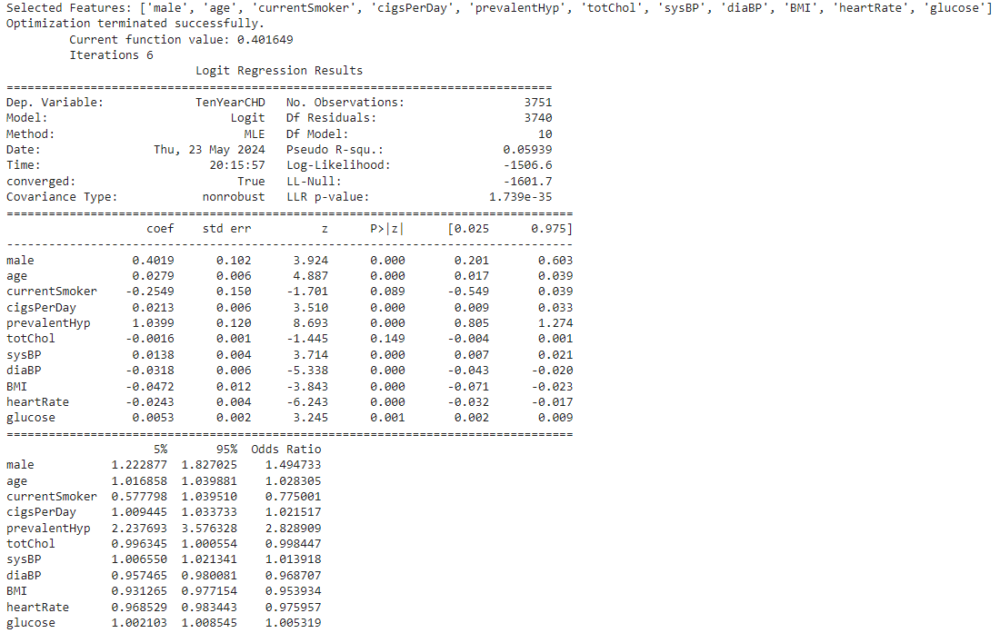 Selected Features: ['male', 'age', 'currentSmoker', 'cigsPerDay', 'prevalentHyp', 'totChol', 'sysBP', 'diaBP', 'BMI', 'heartRate', 'glucose']
Optimization terminated successfully.
         Current function value: 0.401649
         Iterations 6
                           Logit Regression Results
==============================================================================
Dep. Variable:             TenYearCHD   No. Observations:                 3751
Model:                          Logit   Df Residuals:                     3740
Method:                           MLE   Df Model:                           10
Date:                Thu, 23 May 2024   Pseudo R-squ.:                 0.05939
Time:                        20:15:57   Log-Likelihood:                -1506.6
converged:                       True   LL-Null:                       -1601.7
Covariance Type:            nonrobust   LLR p-value:                 1.739e-35
=================================================================================
                    coef    std err          z      P>|z|      [0.025      0.975]
---------------------------------------------------------------------------------
male              0.4019      0.102      3.924      0.000       0.201       0.603
age               0.0279      0.006      4.887      0.000       0.017       0.039
currentSmoker    -0.2549      0.150     -1.701      0.089      -0.549       0.039
cigsPerDay        0.0213      0.006      3.510      0.000       0.009       0.033
prevalentHyp      1.0399      0.120      8.693      0.000       0.805       1.274
totChol          -0.0016      0.001     -1.445      0.149      -0.004       0.001
sysBP             0.0138      0.004      3.714      0.000       0.007       0.021
diaBP            -0.0318      0.006     -5.338      0.000      -0.043      -0.020
BMI              -0.0472      0.012     -3.843      0.000      -0.071      -0.023
heartRate        -0.0243      0.004     -6.243      0.000      -0.032      -0.017
glucose           0.0053      0.002      3.245      0.001       0.002       0.009
=================================================================================
                     5%       95%  Odds Ratio
male           1.222877  1.827025    1.494733
age            1.016858  1.039881    1.028305
currentSmoker  0.577798  1.039510    0.775001
cigsPerDay     1.009445  1.033733    1.021517
prevalentHyp   2.237693  3.576328    2.828909
totChol        0.996345  1.000554    0.998447
sysBP          1.006550  1.021341    1.013918
diaBP          0.957465  0.980081    0.968707
BMI            0.931265  0.977154    0.953934
heartRate      0.968529  0.983443    0.975957
glucose        1.002103  1.008545    1.005319